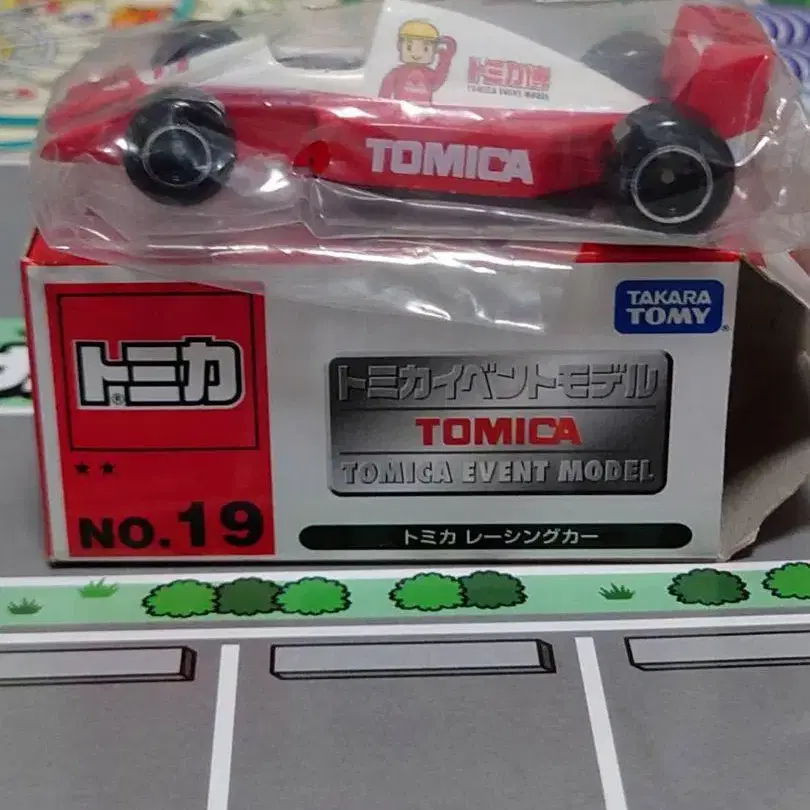 トミカ博
TOMICA EVENT MODEL
TOMICA
TAKARA
TOMY
トミカ
トミカイベントモデル
TOMICA
TOMICA EVENT MODEL
NO.19
トミカ レーシングカー